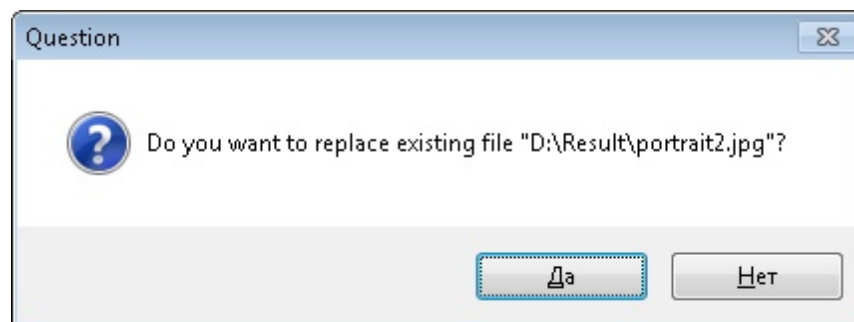 Question
Do you want to replace existing file "D:\Result\portrait2.jpg"?
Да
Нет